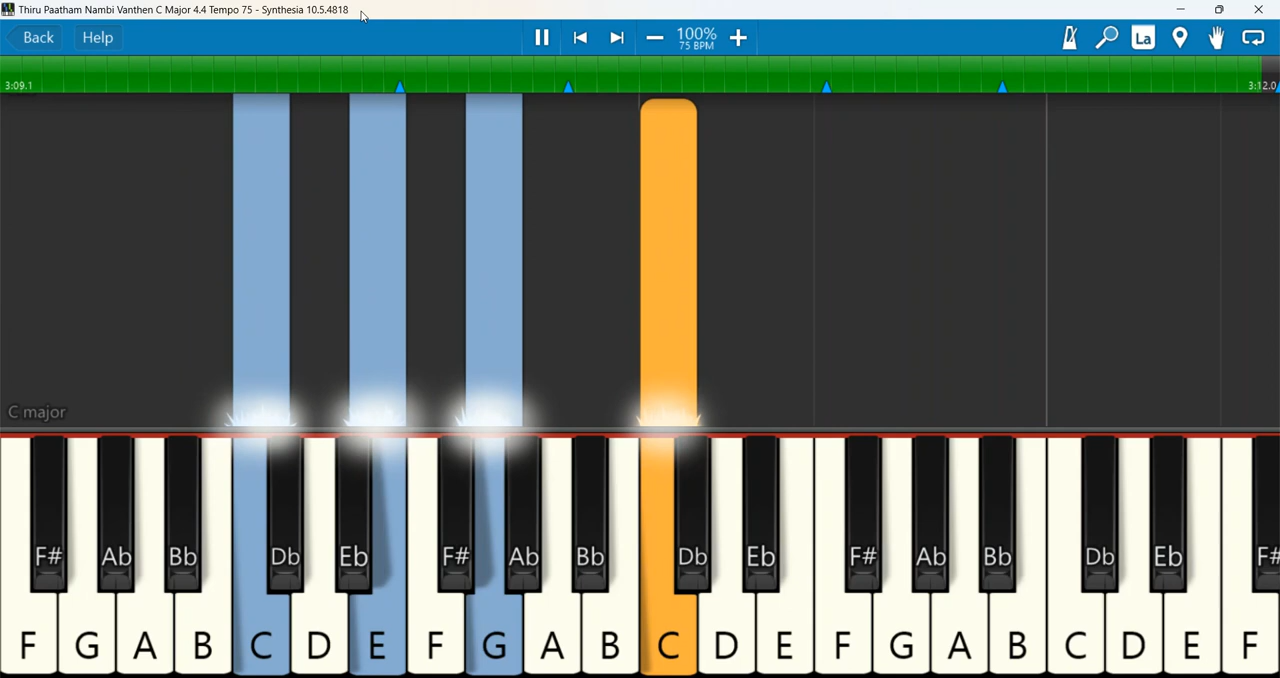 Thiru Paatham Nambi Vanthen C Major 4.4 Tempo 75 - Synthesia 10.5.4818
Back Help 100% La
75 BPM
3:09.1 3:12.0
C major
F# Ab Bb Db Eb F# Ab Bb Db Eb F# Ab Bb Db Eb F#
F G A B C D E F G A B C D E F G A B C D E F